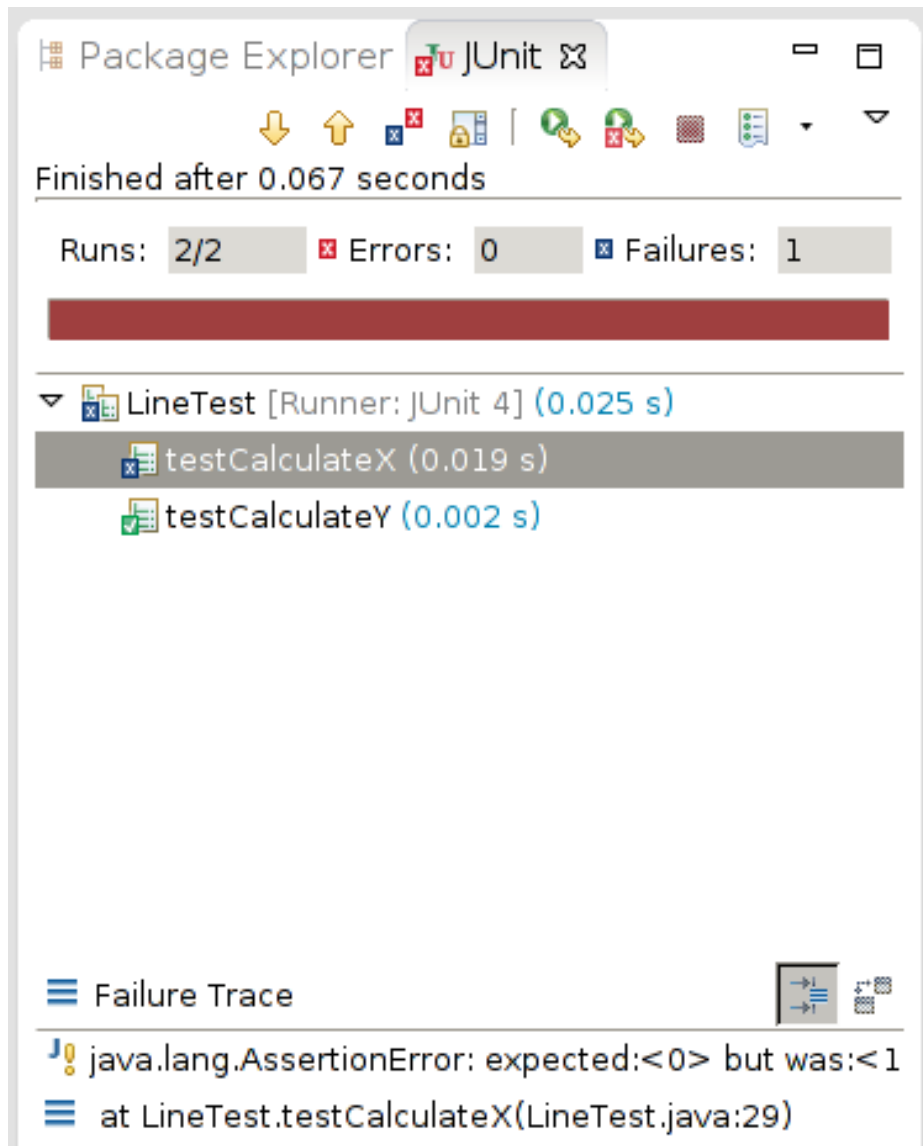 Package Explorer JUnit
Finished after 0.067 seconds
Runs: 2/2 Errors: 0 Failures: 1
LineTest [Runner: JUnit 4] (0.025 s)
testCalculateX (0.019 s)
testCalculateY (0.002 s)
Failure Trace
java.lang.AssertionError: expected:<0> but was:<1
at LineTest.testCalculateX(LineTest.java:29)